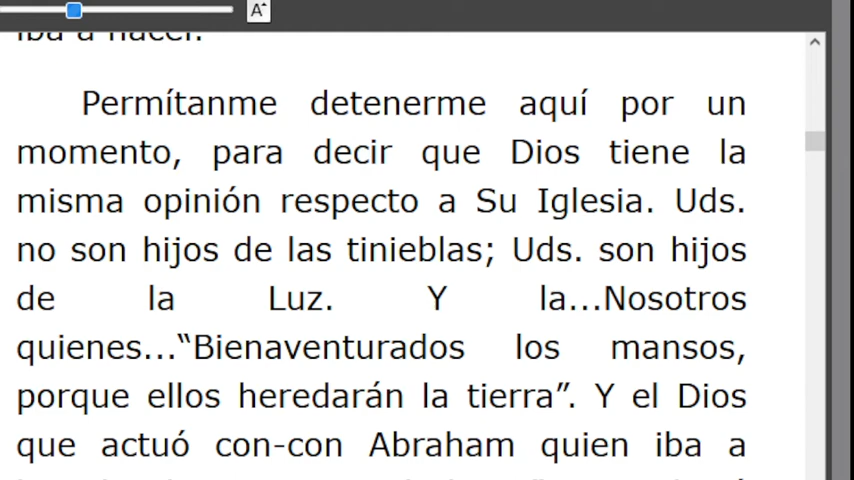 A
iba a hacer.
Permítanme detenerme aquí por un
momento, para decir que Dios tiene la
misma opinión respecto a Su Iglesia. Uds.
no son hijos de las tinieblas; Uds. son hijos
de la Luz. Y la...Nosotros
quienes...“Bienaventurados los mansos,
porque ellos heredarán la tierra”. Y el Dios
que actuó con-con Abraham quien iba a